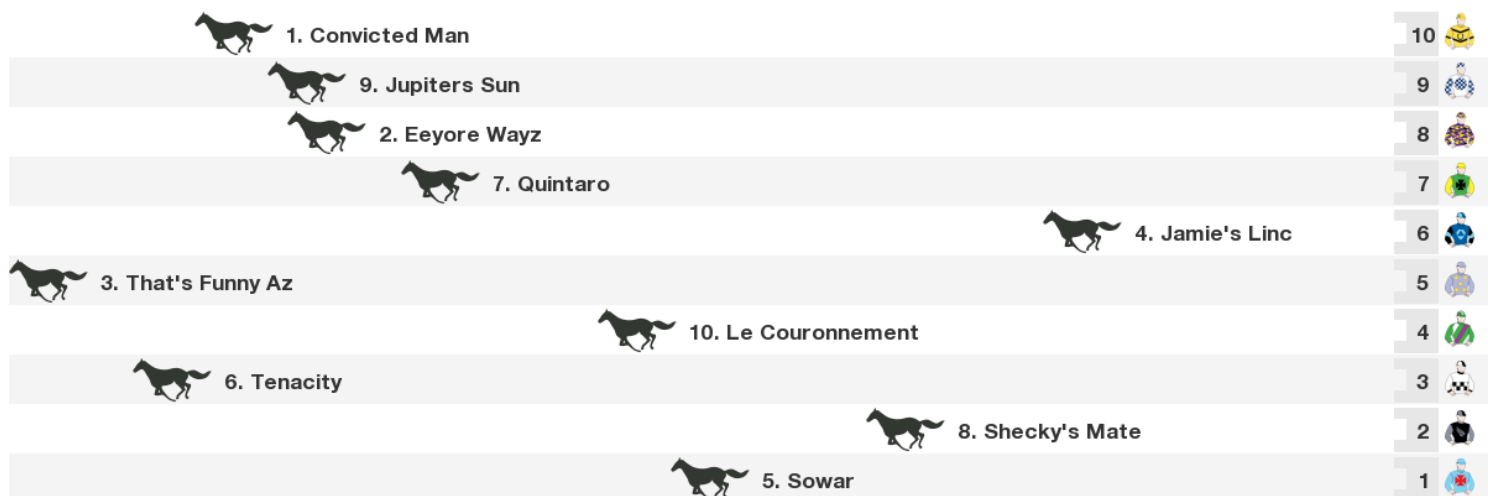 1. Convicted Man 10
9. Jupiters Sun 9
2. Eeyore Wayz 8
7. Quintaro 7
4. Jamie's Linc 6
3. That's Funny Az 5
10. Le Couronnement 4
6. Tenacity 3
8. Shecky's Mate 2
5. Sowar 1